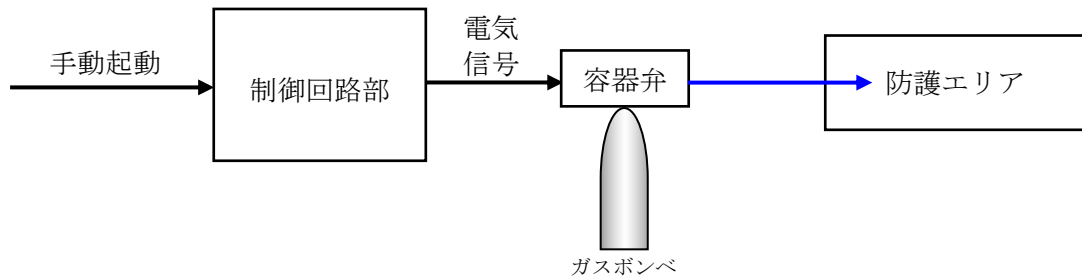 手動起動
制御回路部
電気
信号
容器弁
防護エリア
ガスボンベ